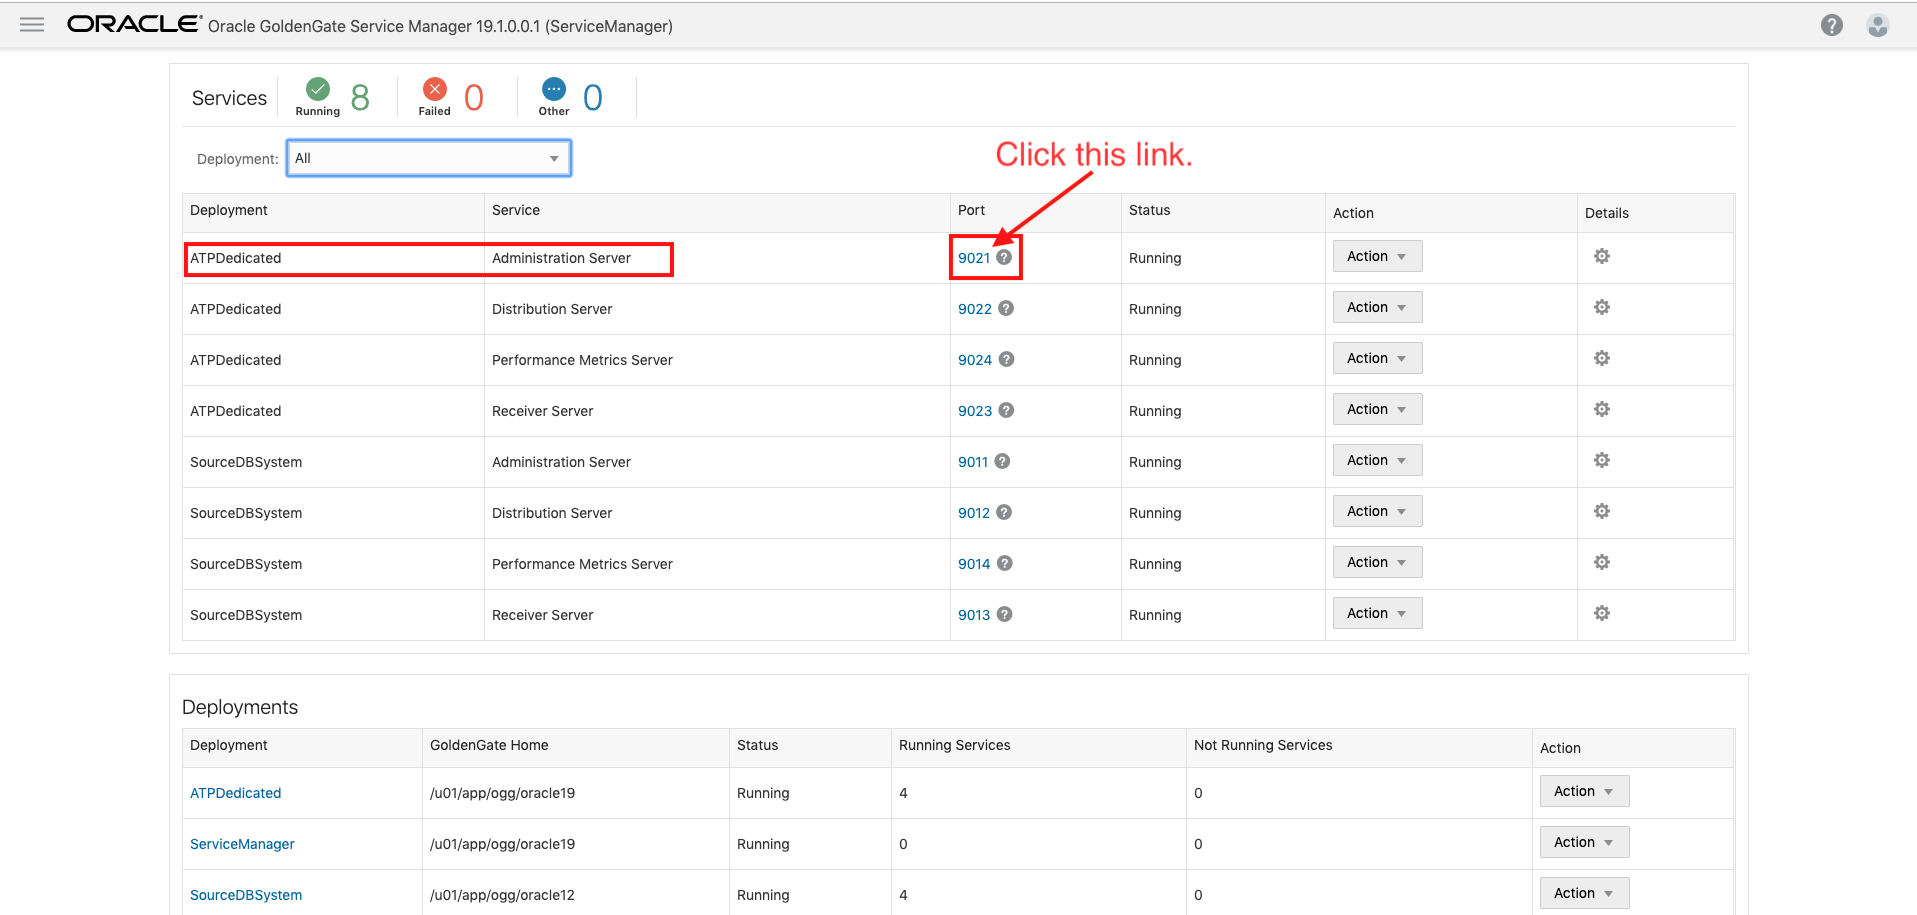 ORACLE Oracle GoldenGate Service Manager 19.1.0.0.1 (ServiceManager)
Services Running 8 Failed 0 Other 0
Deployment: All
Click this link.
Deployment Service Port Status Action Details
ATPDedicated Administration Server 9021 Running Action
ATPDedicated Distribution Server 9022 Running Action
ATPDedicated Performance Metrics Server 9024 Running Action
ATPDedicated Receiver Server 9023 Running Action
SourceDBSystem Administration Server 9011 Running Action
SourceDBSystem Distribution Server 9012 Running Action
SourceDBSystem Performance Metrics Server 9014 Running Action
SourceDBSystem Receiver Server 9013 Running Action
Deployments
Deployment GoldenGate Home Status Running Services Not Running Services Action
ATPDedicated /u01/app/ogg/oracle19 Running 4 0 Action
ServiceManager /u01/app/ogg/oracle19 Running 0 0 Action
SourceDBSystem /u01/app/ogg/oracle12 Running 4 0 Action